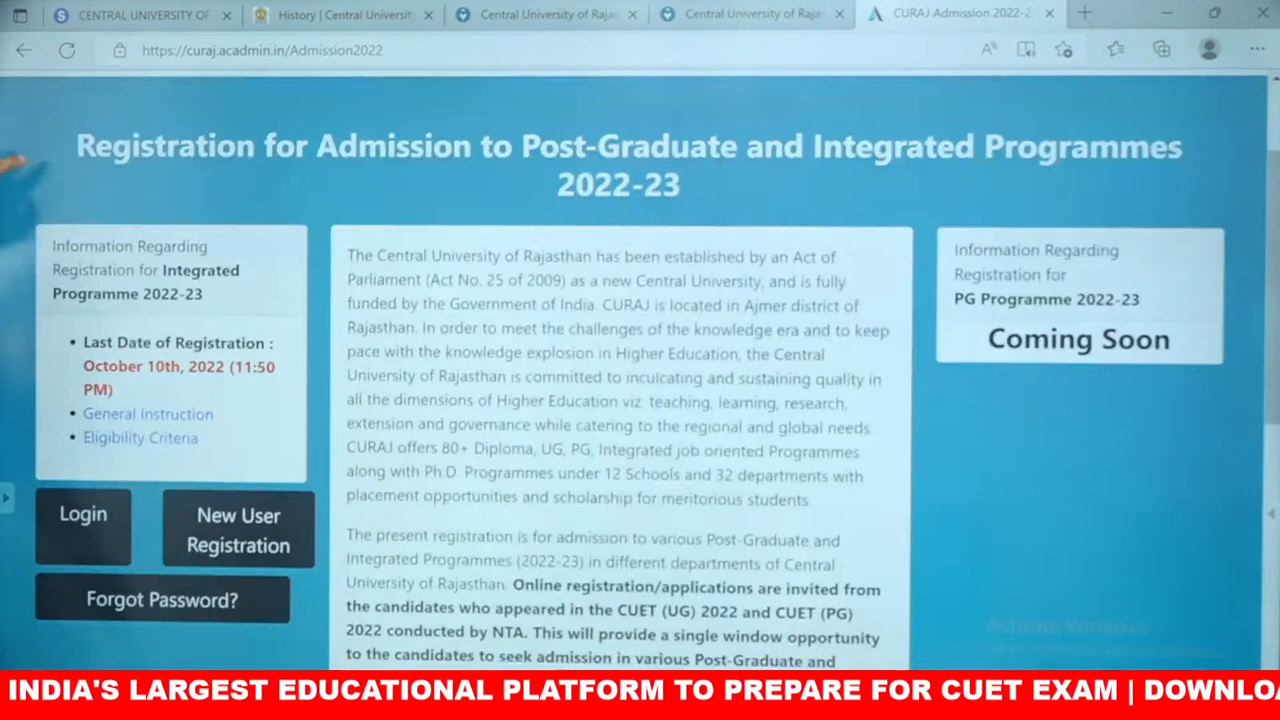 CENTRAL UNIVERSITY OF
History | Central Universit
Central University of Rajas
Central University of Raja
CURAJ Admission 2022-2
https://curaj.acadmin.in/Admission2022
Registration for Admission to Post-Graduate and Integrated Programmes
2022-23
Information Regarding
Registration for Integrated
Programme 2022-23
• Last Date of Registration :
October 10th, 2022 (11:50
PM)
• General Instruction
• Eligibility Criteria
Login
New User
Registration
Forgot Password?
The Central University of Rajasthan has been established by an Act of
Parliament (Act No. 25 of 2009) as a new Central University, and is fully
funded by the Government of India. CURAJ is located in Ajmer district of
Rajasthan. In order to meet the challenges of the knowledge era and to keep
pace with the knowledge explosion in Higher Education, the Central
University of Rajasthan is committed to inculcating and sustaining quality in
all the dimensions of Higher Education viz. teaching, learning, research,
extension and governance while catering to the regional and global needs.
CURAJ offers 80+ Diploma, UG, PG, Integrated job oriented Programmes
along with Ph.D. Programmes under 12 Schools and 32 departments with
placement opportunities and scholarship for meritorious students.
The present registration is for admission to various Post-Graduate and
Integrated Programmes (2022-23) in different departments of Central
University of Rajasthan. Online registration/applications are invited from
the candidates who appeared in the CUET (UG) 2022 and CUET (PG)
2022 conducted by NTA. This will provide a single window opportunity
to the candidates to seek admission in various Post-Graduate and
Information Regarding
Registration for
PG Programme 2022-23
Coming Soon
Activate Windows
INDIA'S LARGEST EDUCATIONAL PLATFORM TO PREPARE FOR CUET EXAM | DOWNLOA